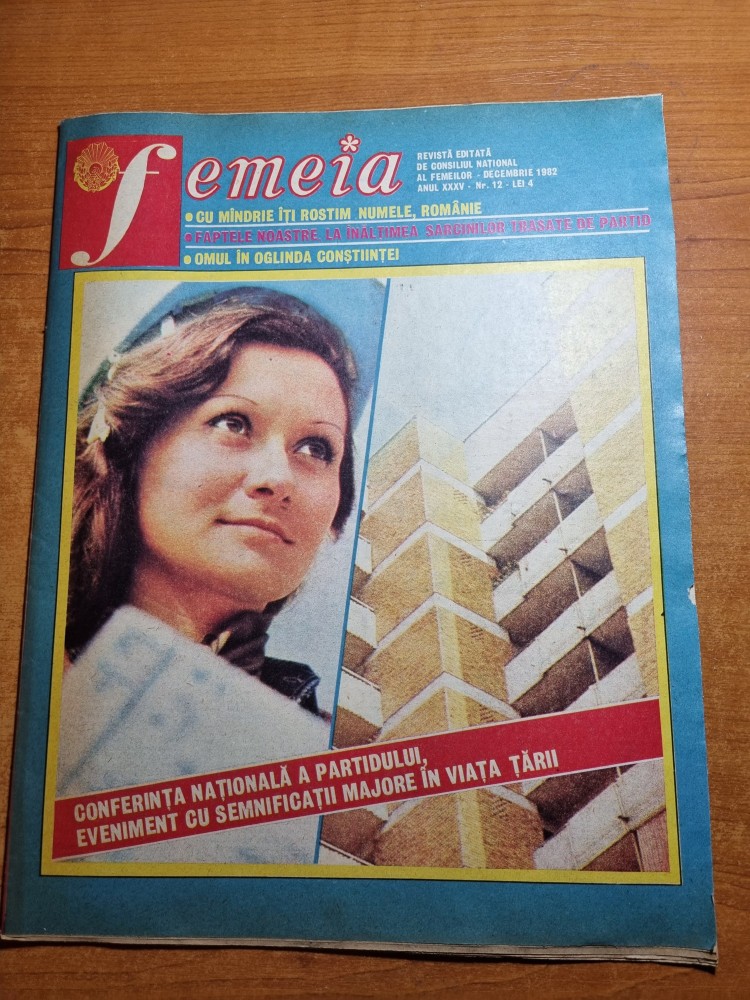 femeia
REVISTĂ EDITATĂ
DE CONSILIUL NAȚIONAL
AL FEMEILOR - DECEMBRIE 1982
ANUL XXXV - Nr. 12 - LEI 4
• CU MÎNDRIE ÎȚI ROSTIM NUMELE, ROMÂNIE
• FAPTELE NOASTRE, LA ÎNĂLȚIMEA SARCINILOR TRASATE DE PARTID
• OMUL ÎN OGLINDA CONȘTIINȚEI
CONFERINȚA NAȚIONALĂ A PARTIDULUI,
EVENIMENT CU SEMNIFICAȚII MAJORE ÎN VIAȚA ȚĂRII